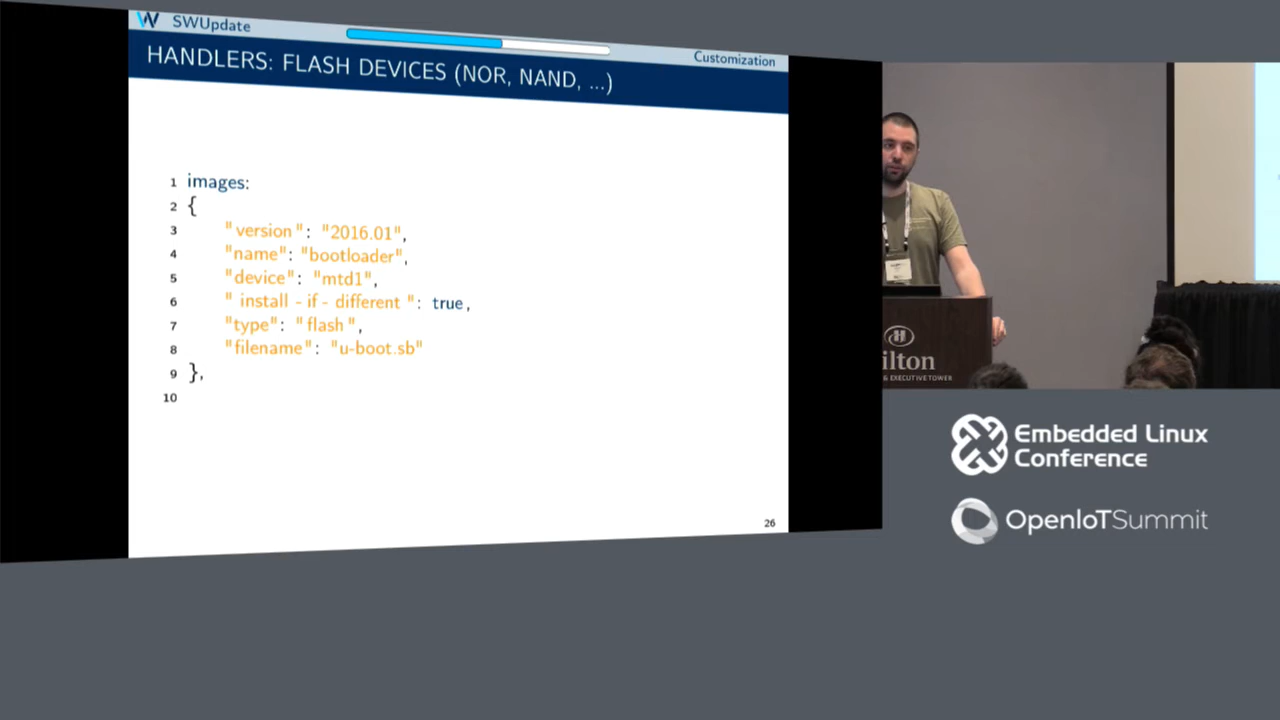 SWUpdate
Customization
HANDLERS: FLASH DEVICES (NOR, NAND, ...)
1 images:
2 {
3 "version": "2016.01",
4 "name": "bootloader",
5 "device": "mtd1",
6 "install-if-different": true,
7 "type": "flash",
8 "filename": "u-boot.sb"
9 },
10
26
H
ilton
& EXECUTIVE TOWER
Embedded Linux
Conference
OpenIoTSummit